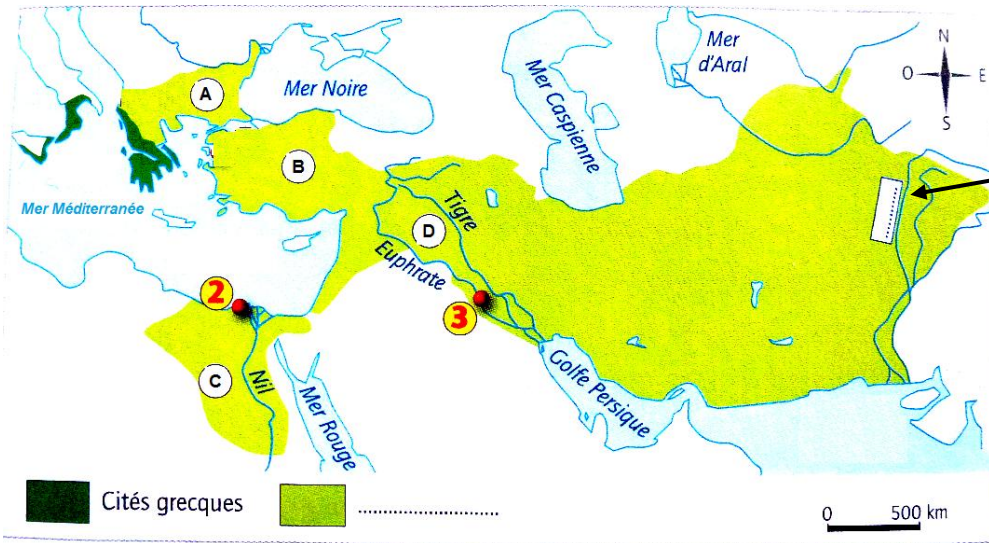 Mer Noire
Mer Caspienne
Mer d'Aral
N
O
E
S
A
B
Mer Méditerranée
Tigre
D
Euphrate
2
3
C
Nil
Mer Rouge
Golfe Persique
Cités grecques
....................
0 500 km